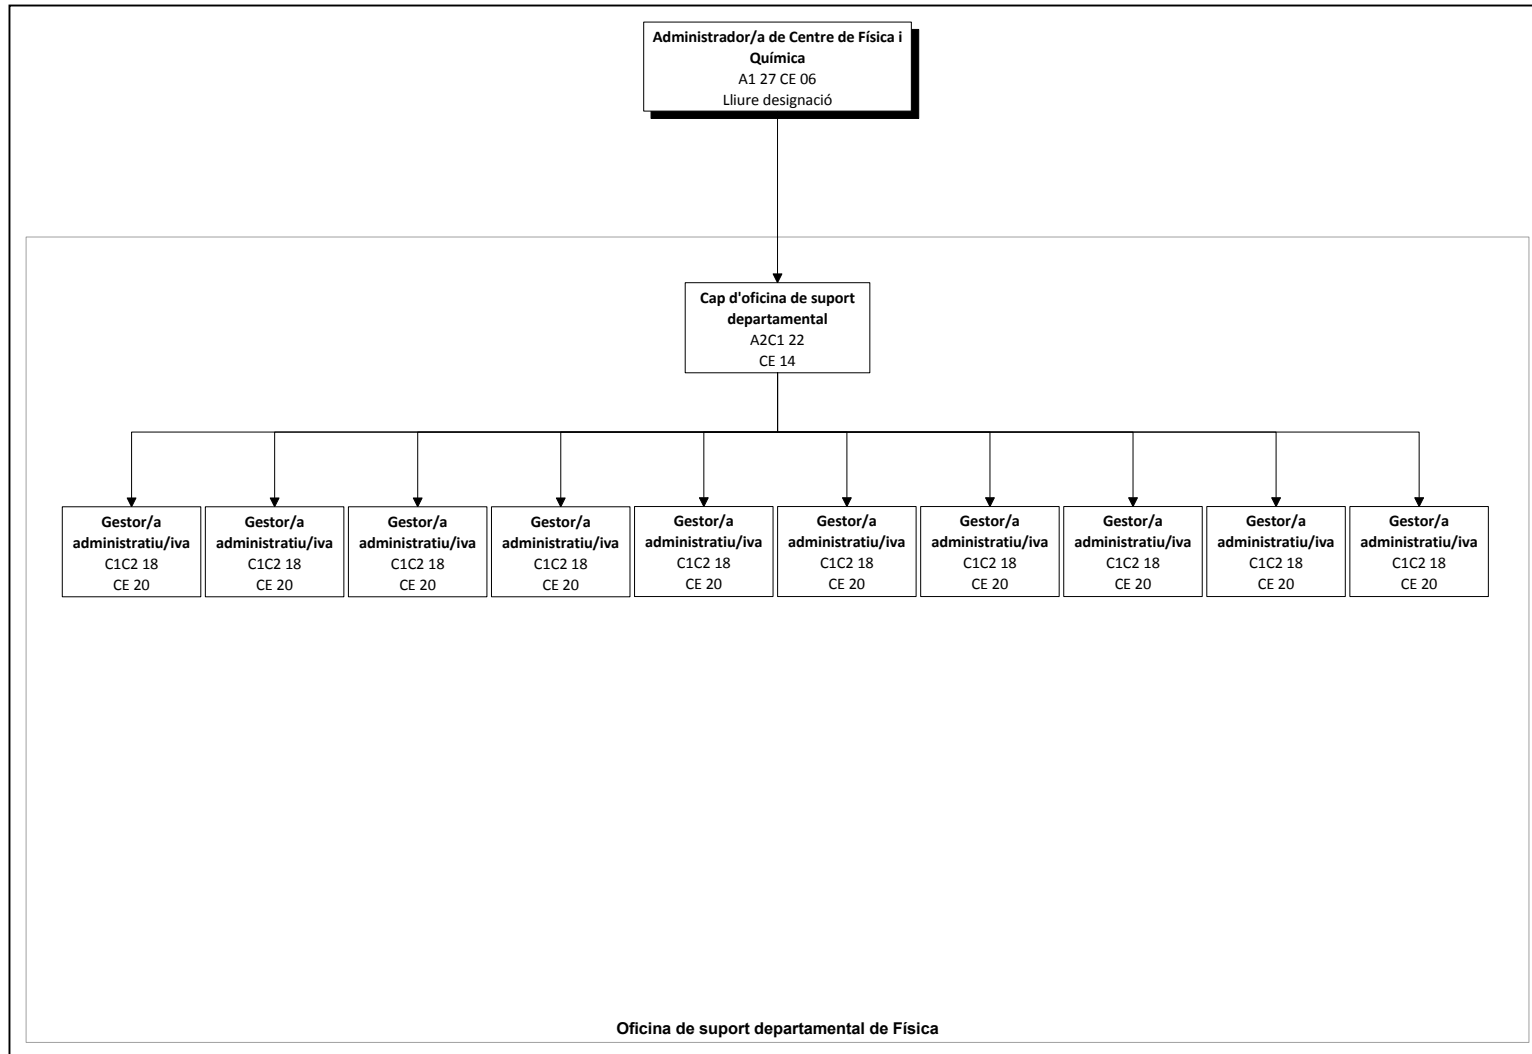 Administrador/a de Centre de Física i
Química
A1 27 CE 06
Lliure designació
Cap d'oficina de suport
departamental
A2C1 22
CE 14
Gestor/a
administratiu/iva
C1C2 18
CE 20
Gestor/a
administratiu/iva
C1C2 18
CE 20
Gestor/a
administratiu/iva
C1C2 18
CE 20
Gestor/a
administratiu/iva
C1C2 18
CE 20
Gestor/a
administratiu/iva
C1C2 18
CE 20
Gestor/a
administratiu/iva
C1C2 18
CE 20
Gestor/a
administratiu/iva
C1C2 18
CE 20
Gestor/a
administratiu/iva
C1C2 18
CE 20
Gestor/a
administratiu/iva
C1C2 18
CE 20
Gestor/a
administratiu/iva
C1C2 18
CE 20
Oficina de suport departamental de Física